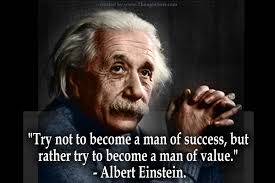 "Try not to become a man of success, but
rather try to become a man of value."
- Albert Einstein.